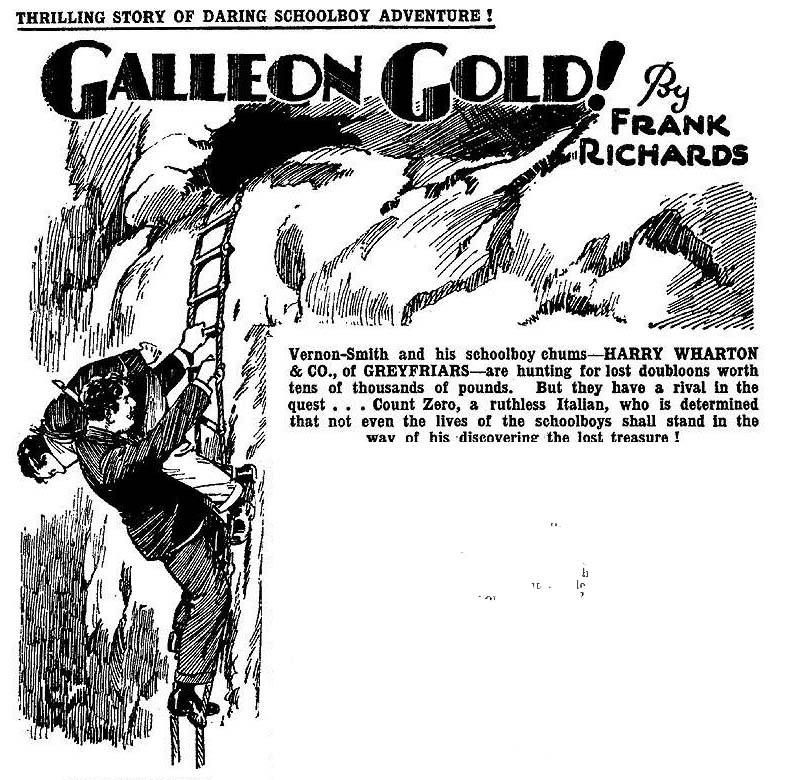 THRILLING STORY OF DARING SCHOOLBOY ADVENTURE !
GALLEON GOLD!
By
FRANK
RICHARDS
Vernon-Smith and his schoolboy chums—HARRY WHARTON
& CO., of GREYFRIARS—are hunting for lost doubloons worth
tens of thousands of pounds. But they have a rival in the
quest . . . Count Zero, a ruthless Italian, who is determined
that not even the lives of the schoolboys shall stand in the
way of his discovering the lost treasure !